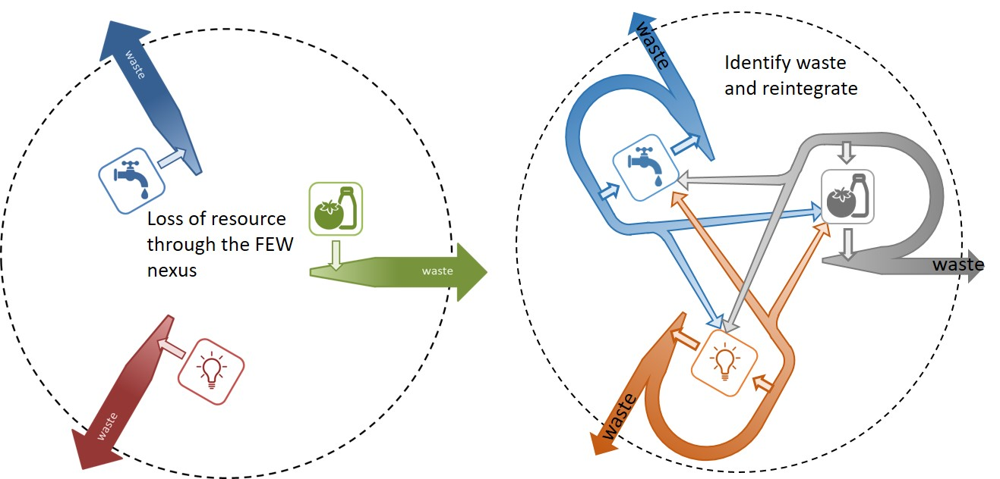 waste
Loss of resource
through the FEW
nexus
waste
waste
waste
Identify waste
and reintegrate
waste
waste